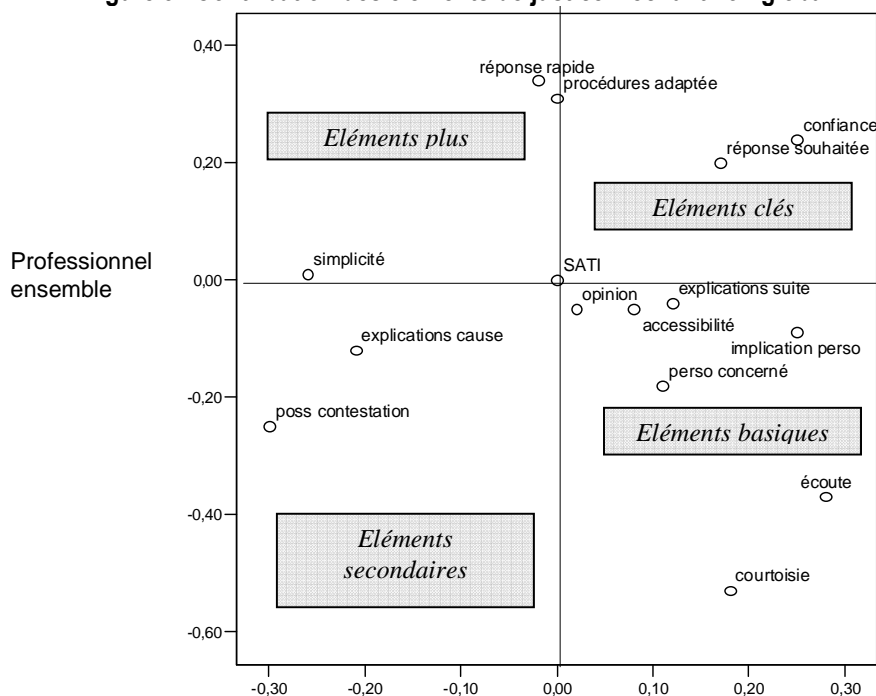 0,40
réponse rapide
procédures adaptée
Eléments plus
confiance
réponse souhaitée
0,20
Eléments clés
Professionnel
ensemble
simplicité
0,00
SATI
opinion
explications suite
accessibilité
explications cause
implication perso
perso concerné
-0,20
poss contestation
Eléments basiques
écoute
-0,40
Eléments
secondaires
courtoisie
-0,60
-0,30 -0,20 -0,10 0,00 0,10 0,20 0,30